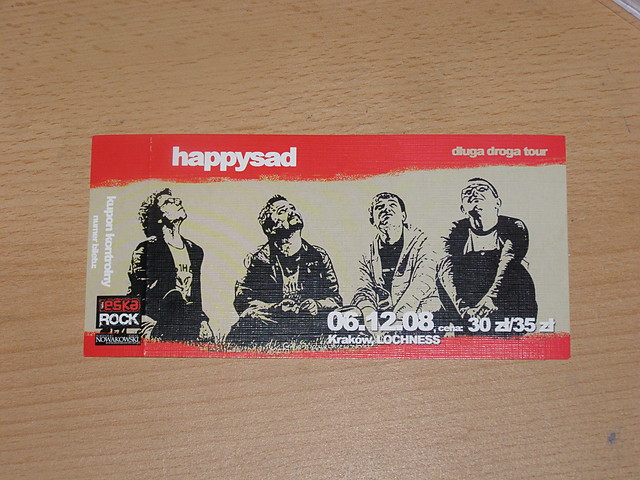 happysad
długa droga tour
kupon kontrolny
numer biletu:
eska
ROCK
NOWAKOWSKI
06.12.08, cena: 30 zł/35 zł
Kraków, LOCHNESS